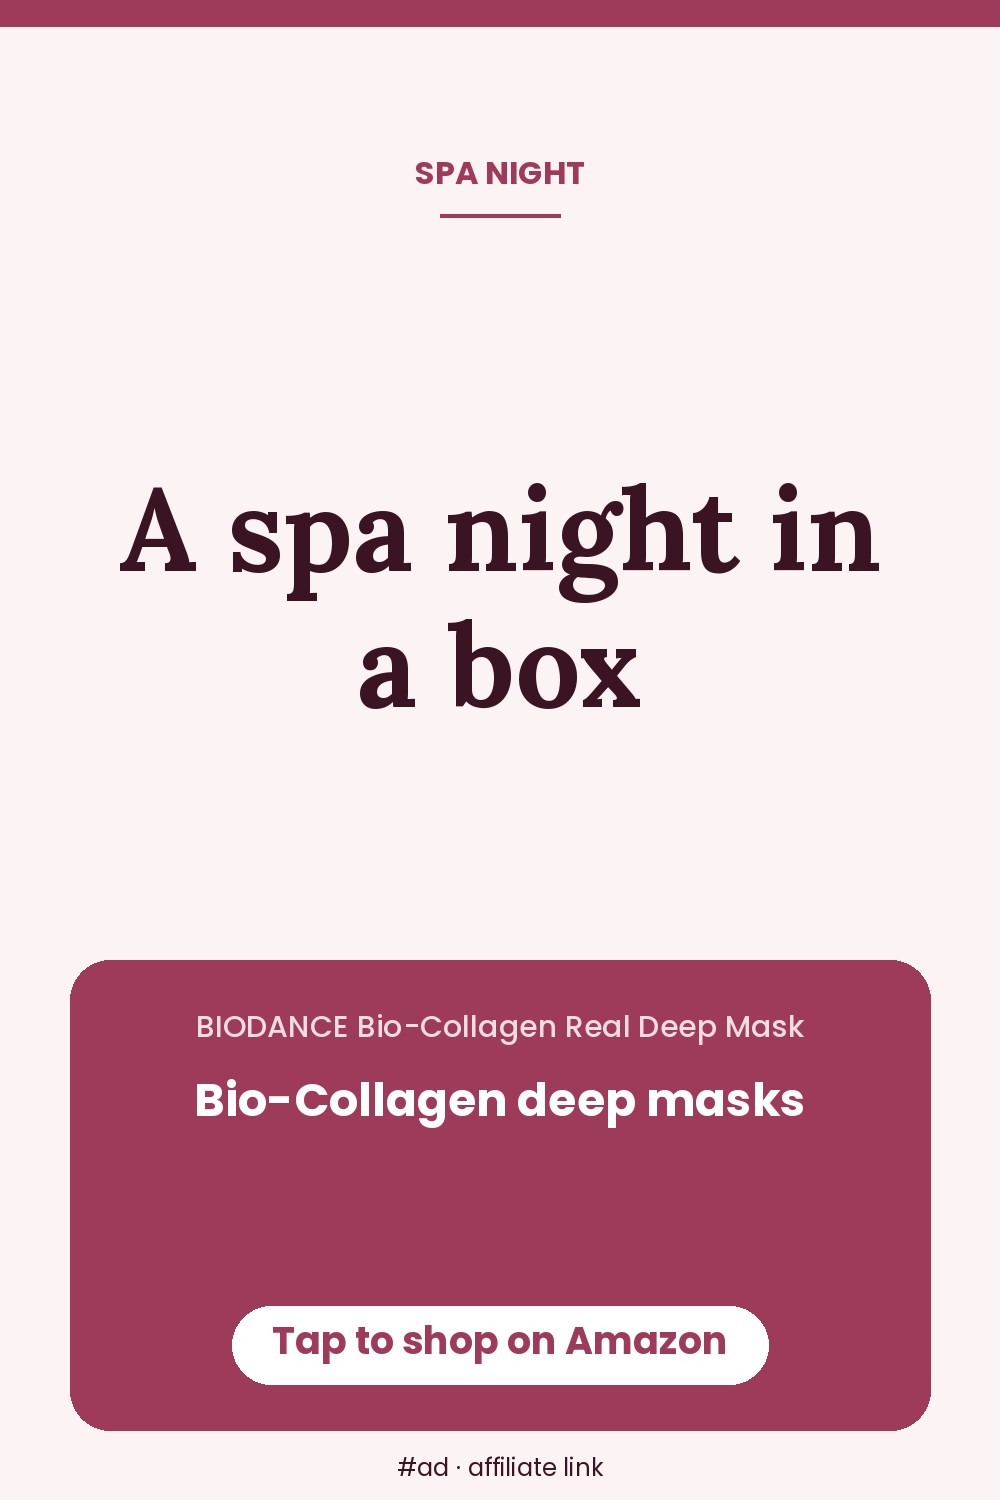 SPA NIGHT
A spa night in
a box
BIODANCE Bio-Collagen Real Deep Mask
Bio-Collagen deep masks
Tap to shop on Amazon
#ad · affiliate link